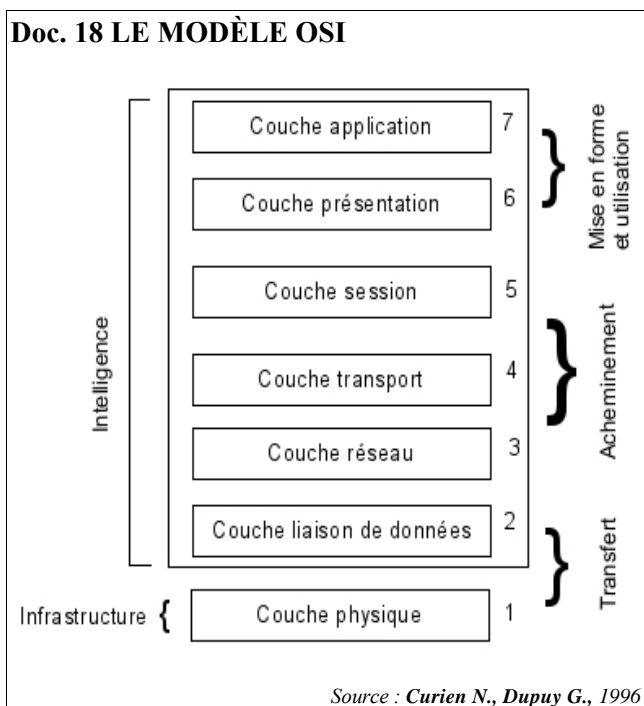 Doc. 18 LE MODÈLE OSI
Couche application 7
Couche présentation 6
Couche session 5
Couche transport 4
Couche réseau 3
Couche liaison de données 2
Couche physique 1
Intelligence
Infrastructure {
Mise en forme
et utilisation
Acheminement
Transfert
Source : Curien N., Dupuy G., 1996